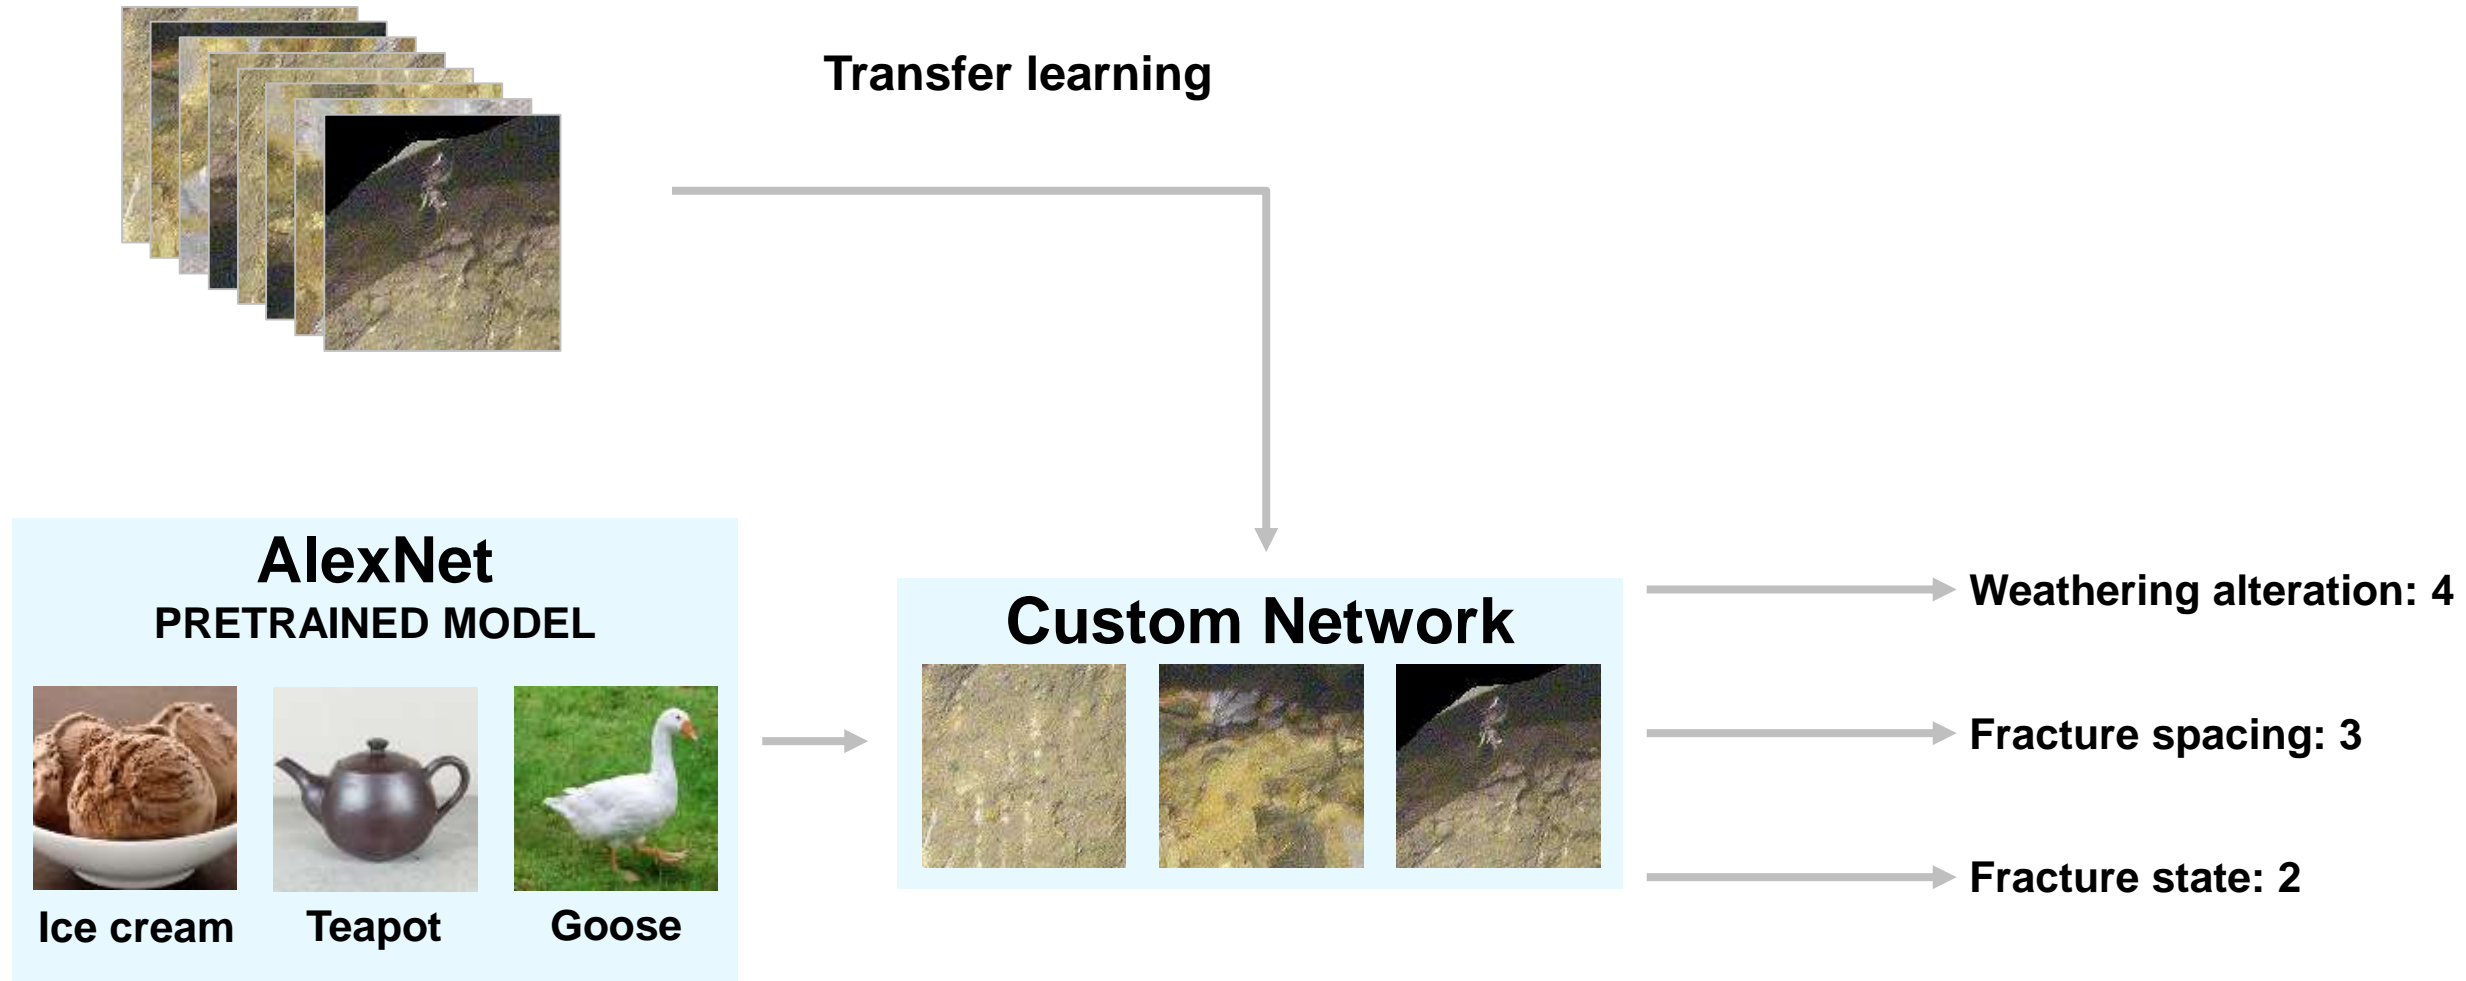 Transfer learning
AlexNet
PRETRAINED MODEL
Ice cream
Teapot
Goose
Custom Network
Weathering alteration: 4
Fracture spacing: 3
Fracture state: 2